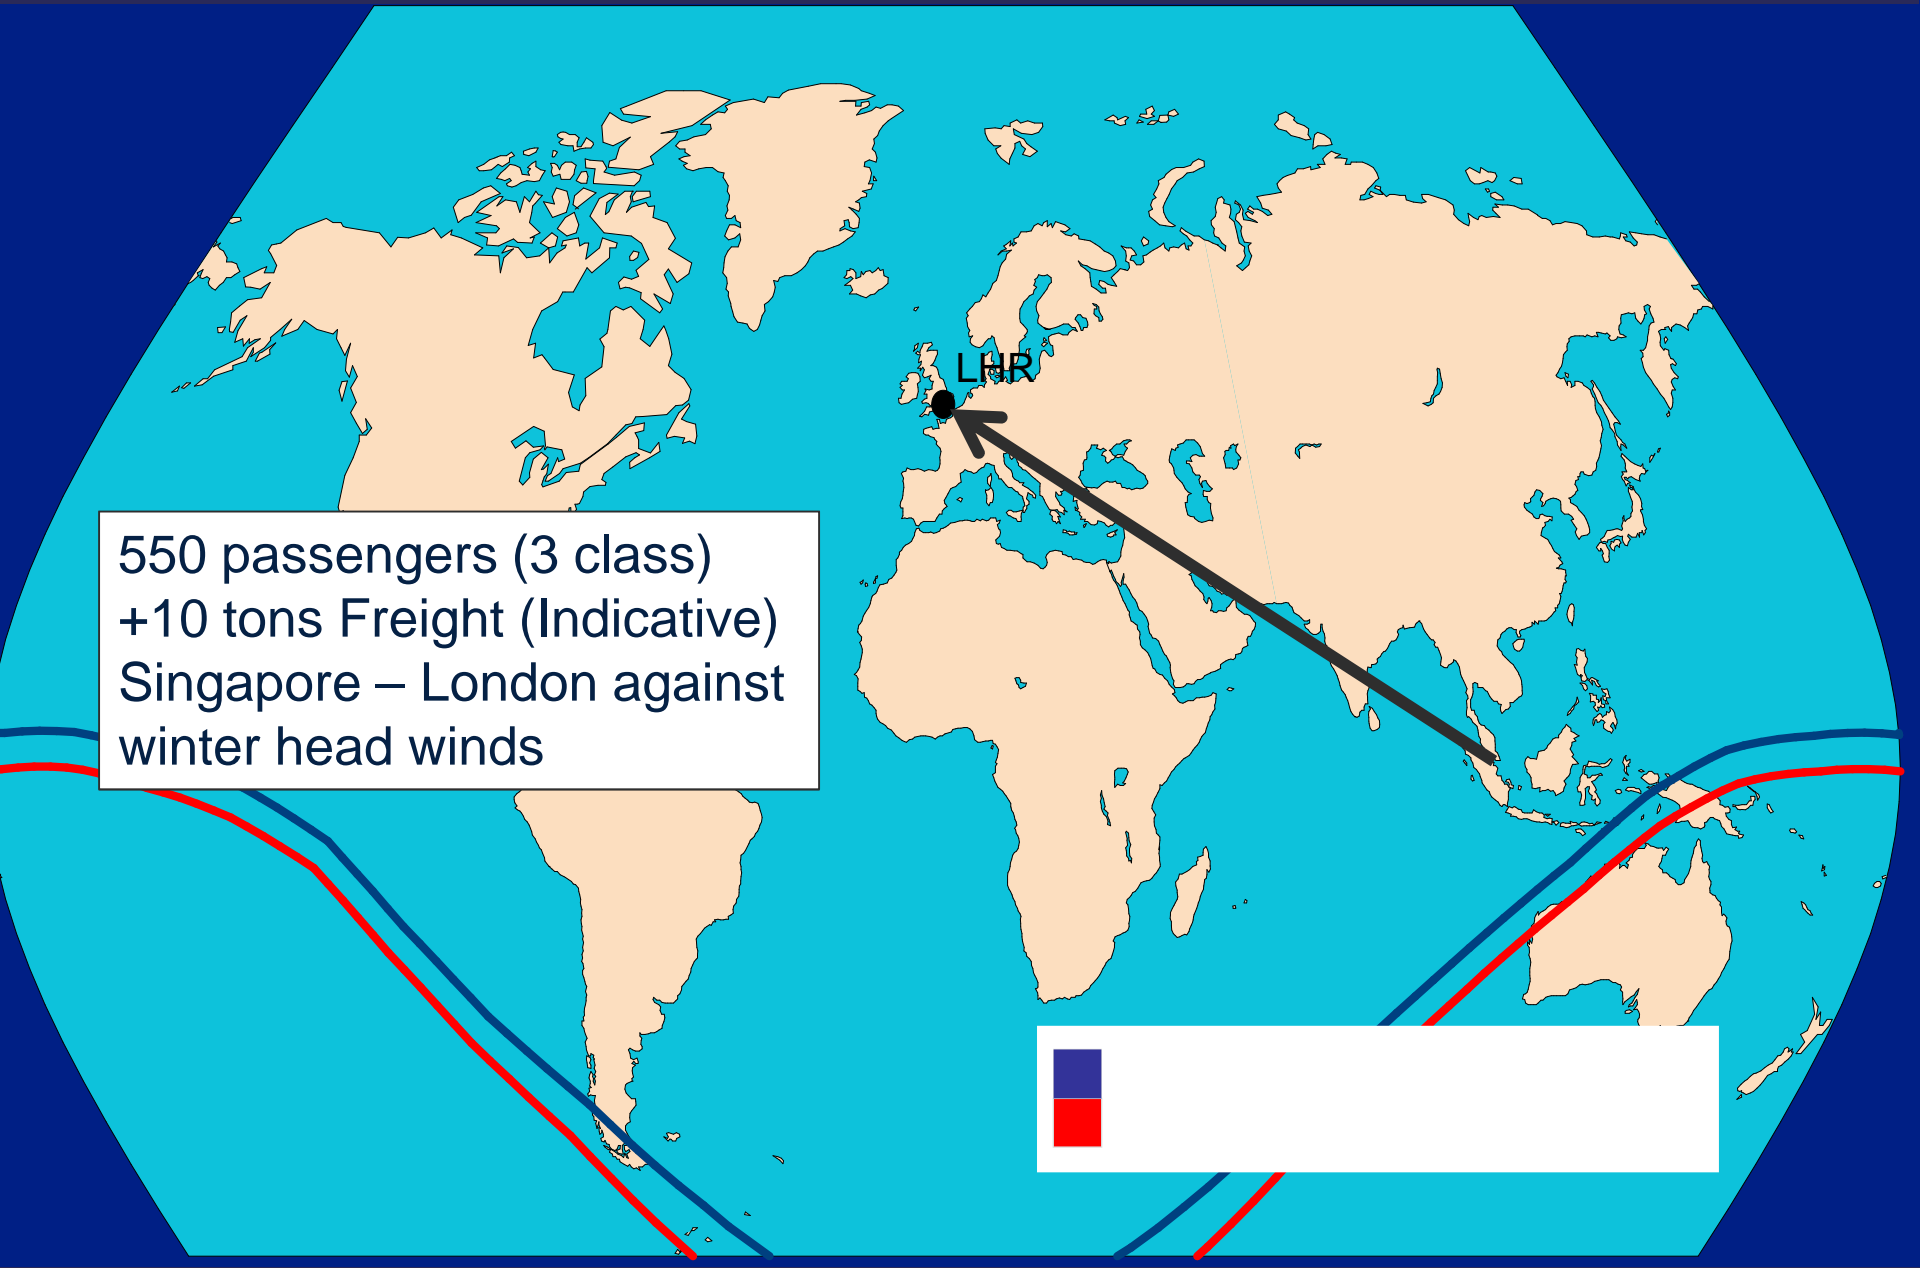 LHR
550 passengers (3 class)
+10 tons Freight (Indicative)
Singapore – London against
winter head winds